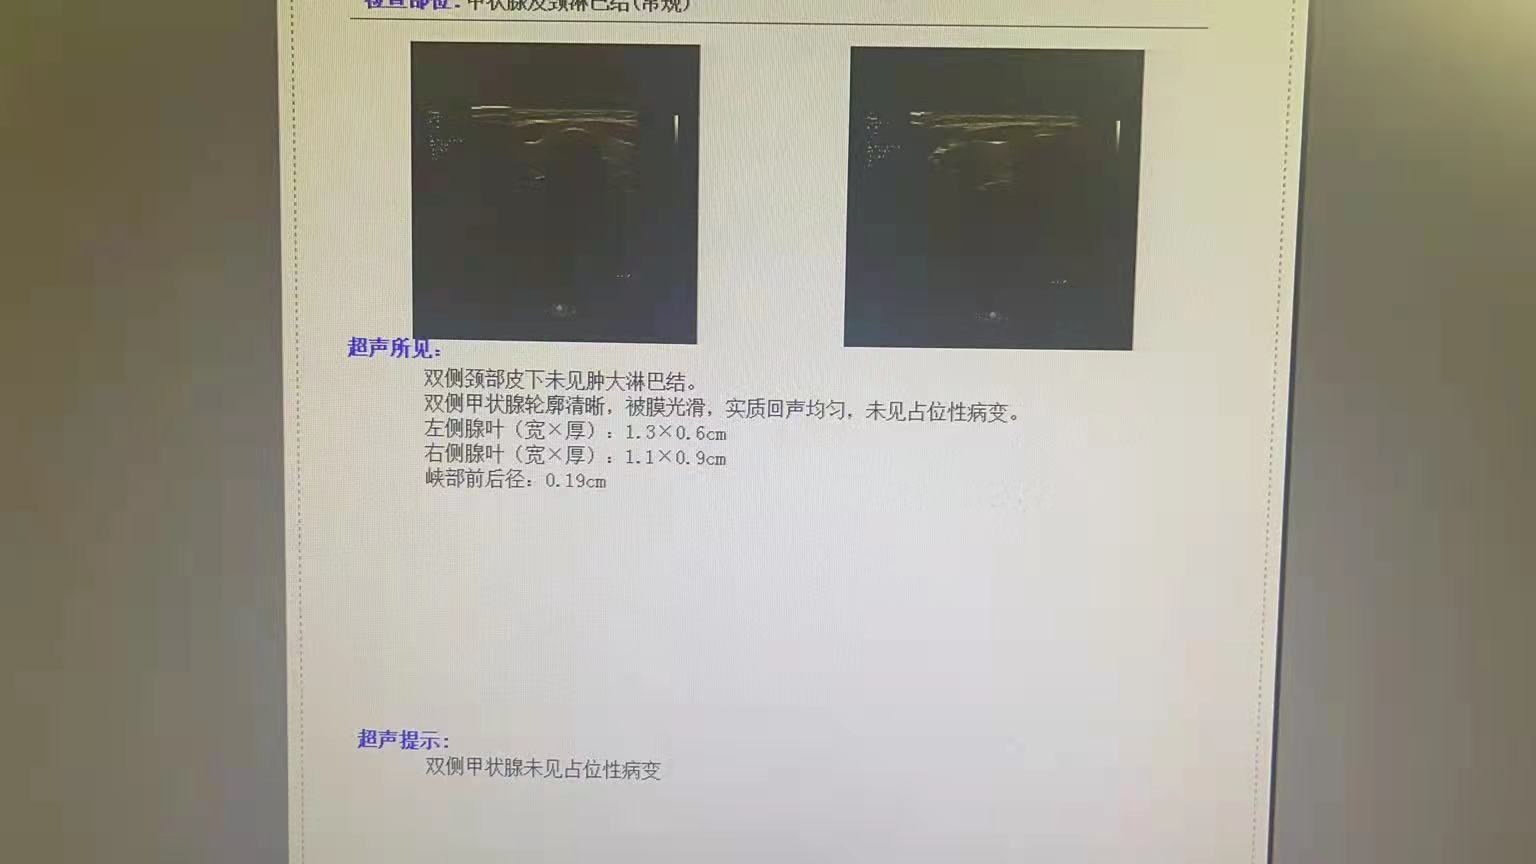 检查部位：甲状腺及颈淋巴结(常规)
超声所见：
双侧颈部皮下未见肿大淋巴结。
双侧甲状腺轮廓清晰，被膜光滑，实质回声均匀，未见占位性病变。
左侧腺叶（宽×厚）：1.3×0.6cm
右侧腺叶（宽×厚）：1.1×0.9cm
峡部前后径：0.19cm
超声提示：
双侧甲状腺未见占位性病变